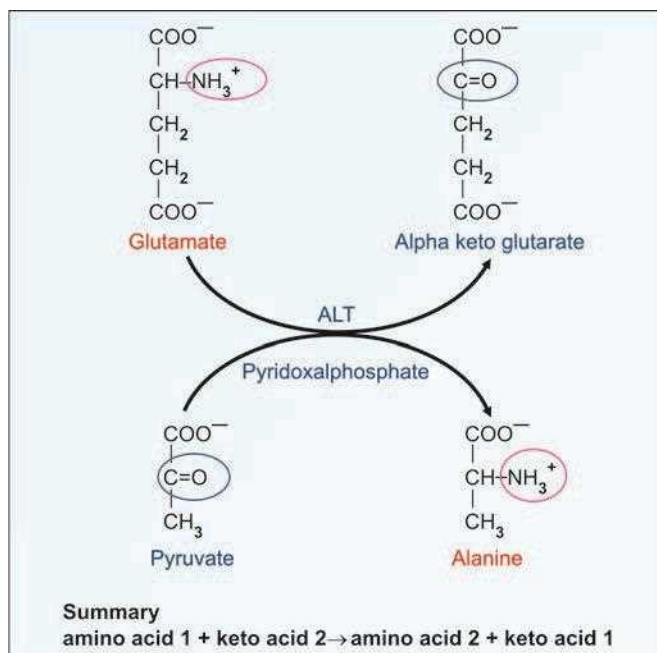 COO⁻ COO⁻
CH–NH₃⁺ C=O
CH₂ CH₂
CH₂ CH₂
COO⁻ COO⁻
Glutamate Alpha keto glutarate
ALT
Pyridoxalphosphate
COO⁻ COO⁻
C=O CH–NH₃⁺
CH₃ CH₃
Pyruvate Alanine
Summary
amino acid 1 + keto acid 2→amino acid 2 + keto acid 1